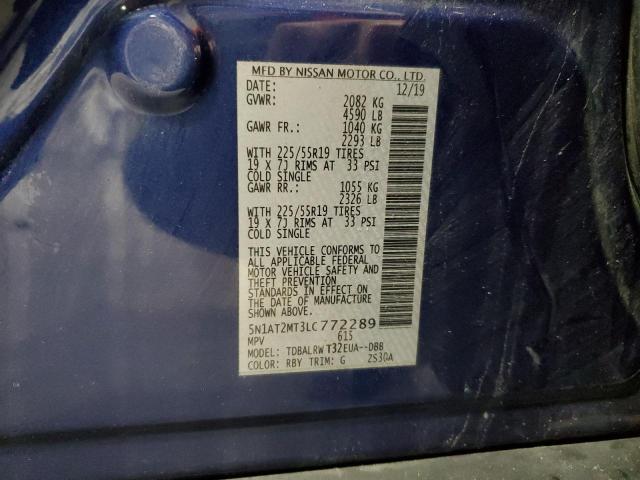 MFD BY NISSAN MOTOR CO., LTD.
DATE: 12/19
GVWR: 2082 KG
4590 LB
GAWR FR.: 1040 KG
2293 LB
WITH 225/55R19 TIRES
19 X 7J RIMS AT 33 PSI
COLD SINGLE
GAWR RR.: 1055 KG
2326 LB
WITH 225/55R19 TIRES
19 X 7J RIMS AT 33 PSI
COLD SINGLE
THIS VEHICLE CONFORMS TO
ALL APPLICABLE FEDERAL
MOTOR VEHICLE SAFETY AND
THEFT PREVENTION
STANDARDS IN EFFECT ON
THE DATE OF MANUFACTURE
SHOWN ABOVE.
5N1AT2MT3LC772289
MPV 615
MODEL: TDBALRWT32EUA--DBB
COLOR: RBY TRIM: G 2S30A